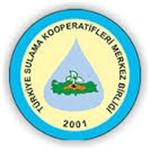 TÜRKİYE SULAMA KOOPERATİFLERİ MERKEZ BİRLİĞİ
2001